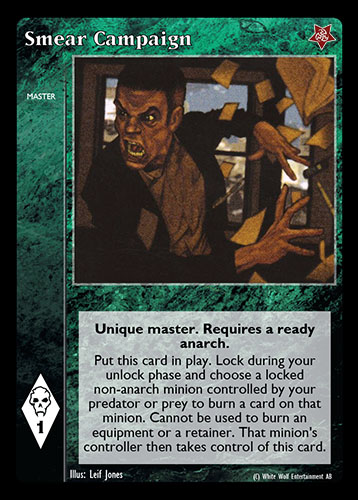 Smear Campaign
MASTER
Unique master. Requires a ready
anarch.
Put this card in play. Lock during your
unlock phase and choose a locked
non-anarch minion controlled by your
predator or prey to burn a card on that
minion. Cannot be used to burn an
equipment or a retainer. That minion's
controller then takes control of this card.
1
Illus: Leif Jones
(C) White Wolf Entertainment AB